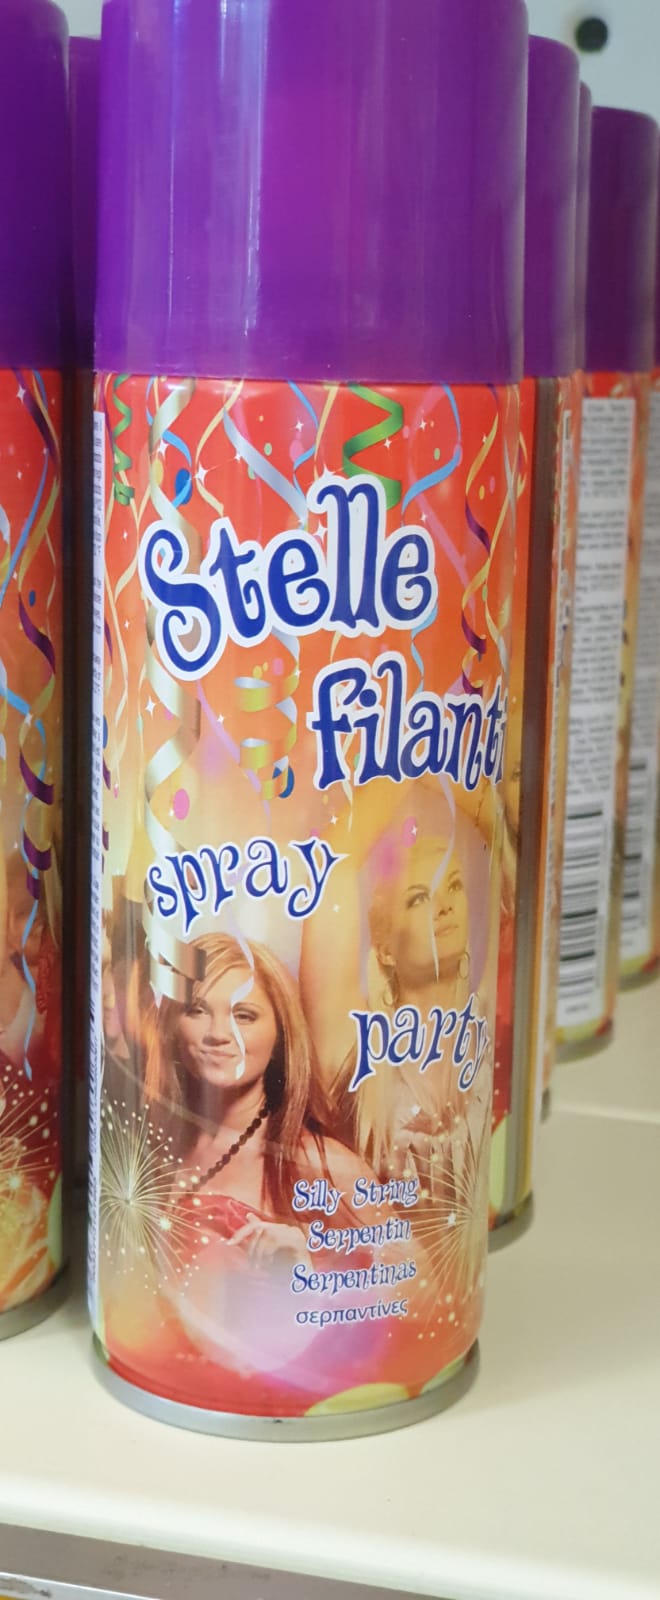 Stelle
filanti
spray
party
Silly String
Serpentin
Serpentinas
σερπαντίνες